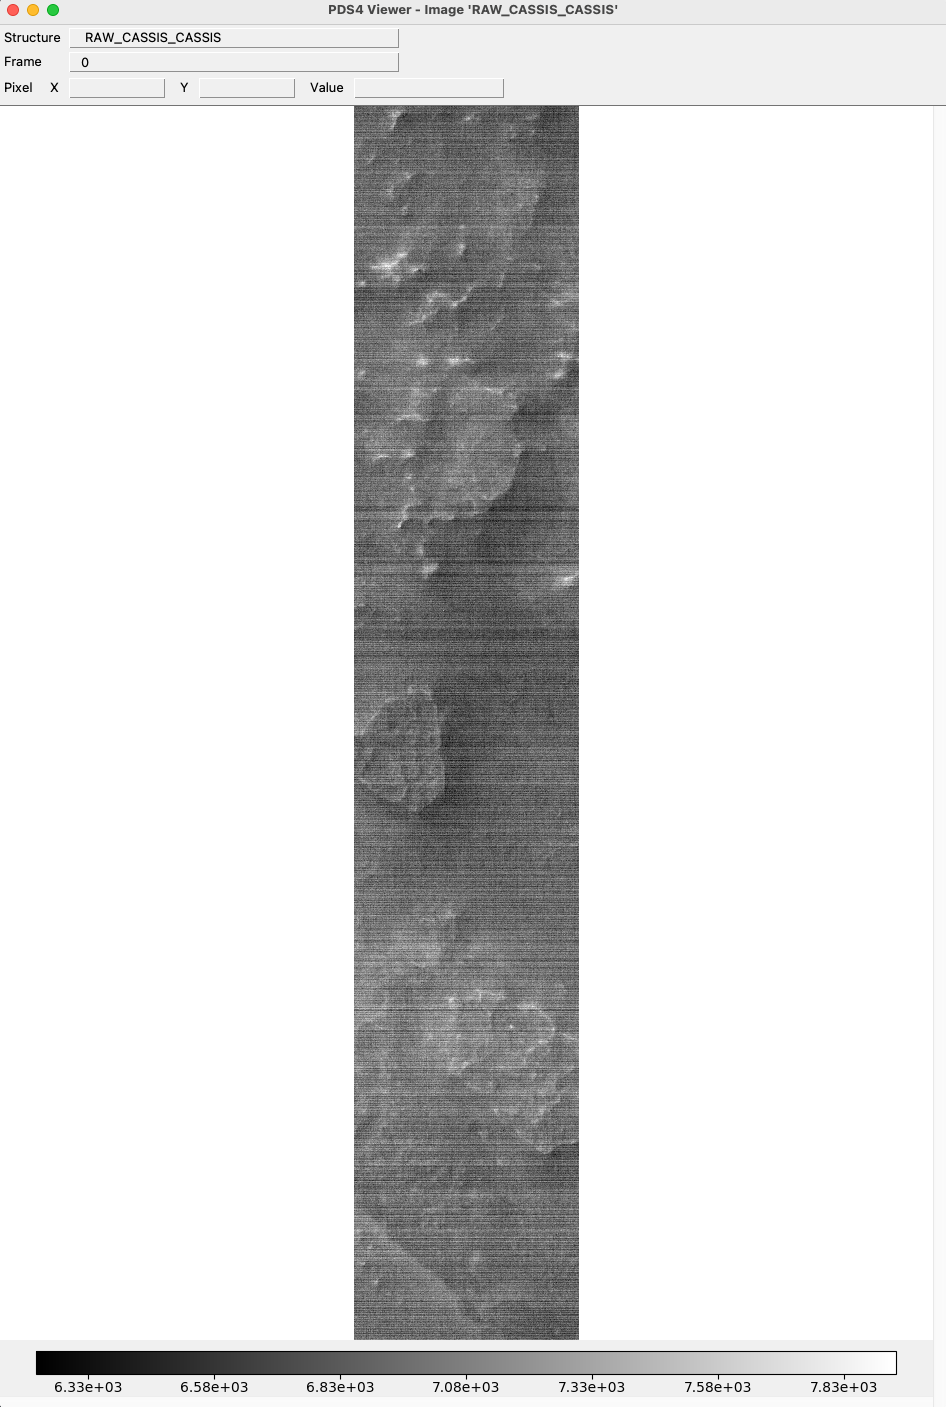 PDS4 Viewer - Image 'RAW_CASSIS_CASSIS'
Structure RAW_CASSIS_CASSIS
Frame 0
Pixel X Y Value
6.33e+03 6.58e+03 6.83e+03 7.08e+03 7.33e+03 7.58e+03 7.83e+03